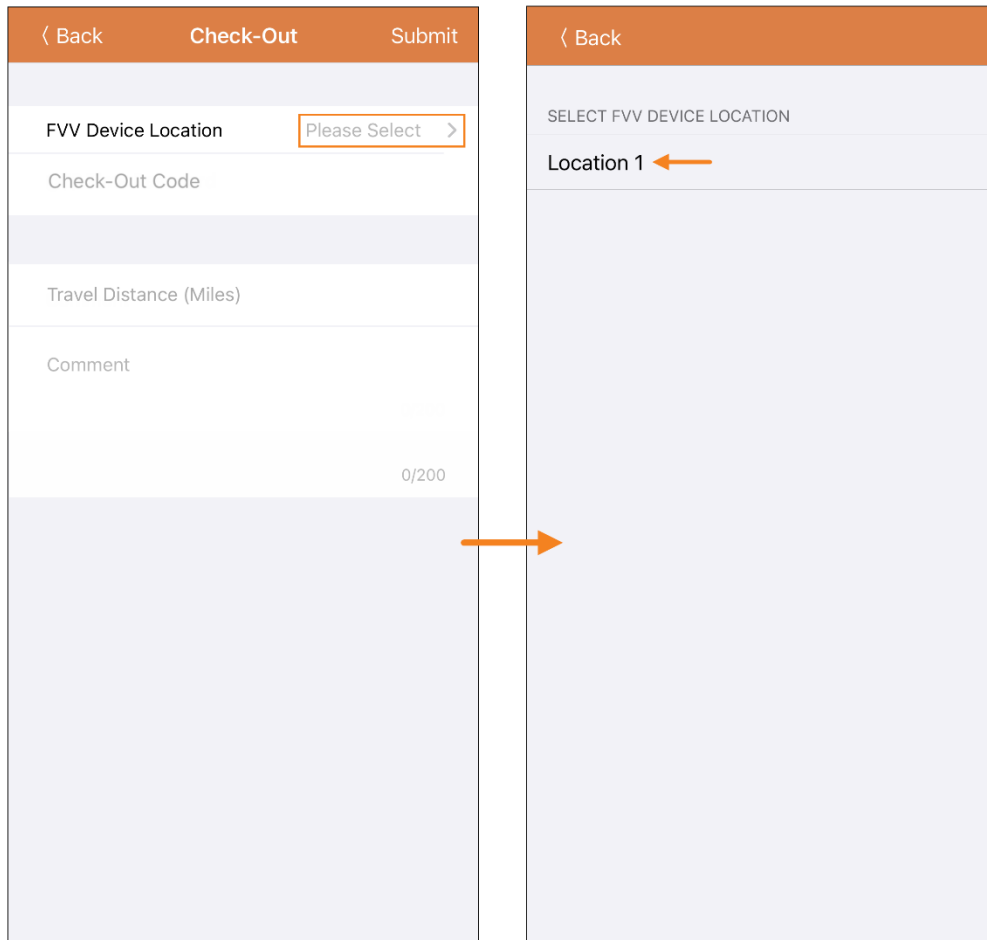 Back Check-Out Submit
FVV Device Location Please Select
Check-Out Code
Travel Distance (Miles)
Comment
0/200
Back
SELECT FVV DEVICE LOCATION
Location 1